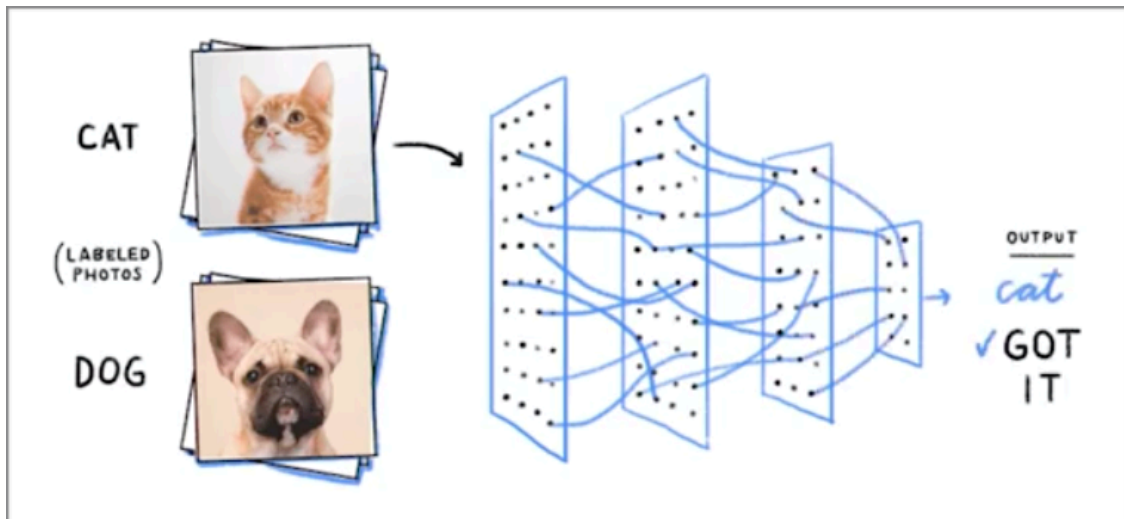 CAT
(LABELED
PHOTOS)
DOG
OUTPUT
cat
✓GOT
IT